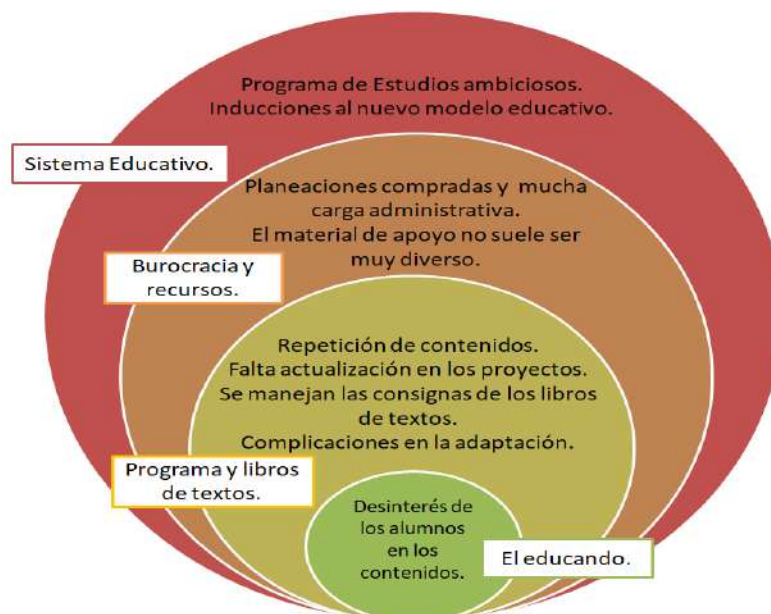 Programa de Estudios ambiciosos.
Inducciones al nuevo modelo educativo.
Sistema Educativo.
Planeaciones compradas y mucha
carga administrativa.
El material de apoyo no suele ser
muy diverso.
Burocracia y
recursos.
Repetición de contenidos.
Falta actualización en los proyectos.
Se manejan las consignas de los libros
de textos.
Complicaciones en la adaptación.
Programa y libros
de textos.
Desinterés de
los alumnos
en los
contenidos.
El educando.